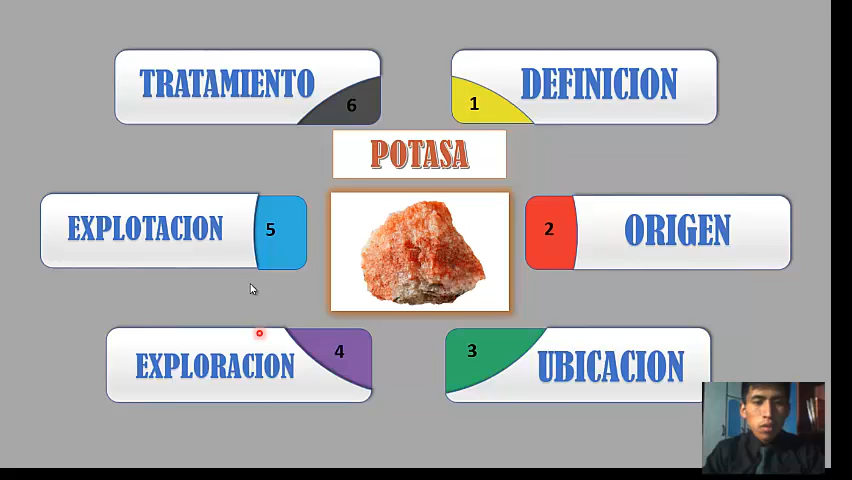 TRATAMIENTO
6
1
DEFINICION
POTASA
EXPLOTACION
5
2
ORIGEN
EXPLORACION
4
3
UBICACION